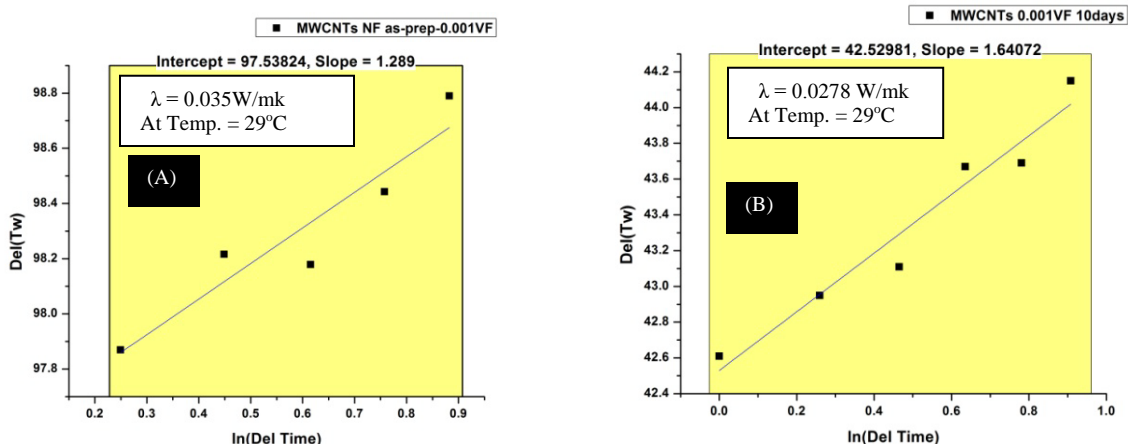 MWCNTs NF as-prep-0.001VF
Intercept = 97.53824, Slope = 1.289
λ = 0.035W/mk
At Temp. = 29°C
(A)
98.8
98.6
98.4
98.2
98.0
97.8
Del(Tw)
0.2 0.3 0.4 0.5 0.6 0.7 0.8 0.9
ln(Del Time)
MWCNTs 0.001VF 10days
Intercept = 42.52981, Slope = 1.64072
λ = 0.0278 W/mk
At Temp. = 29°C
(B)
44.2
44.0
43.8
43.6
43.4
43.2
43.0
42.8
42.6
42.4
Del(Tw)
0.0 0.2 0.4 0.6 0.8 1.0
ln(Del Time)